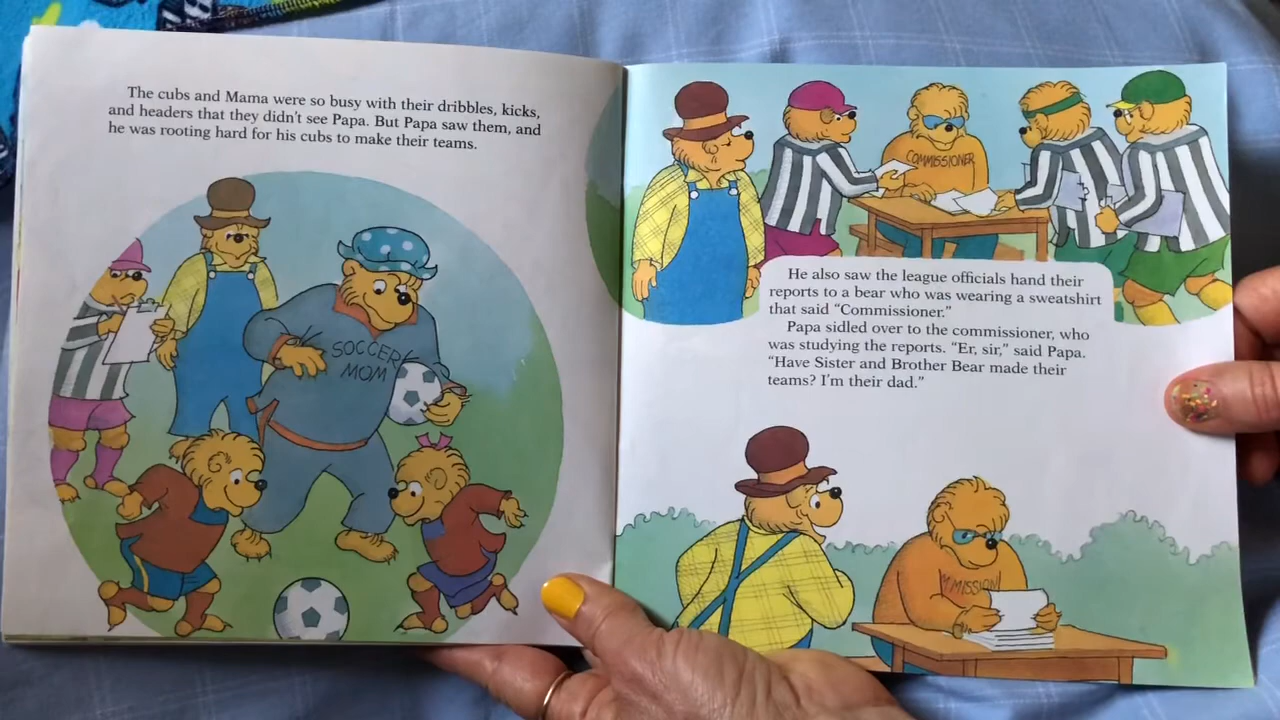 The cubs and Mama were so busy with their dribbles, kicks,
and headers that they didn't see Papa. But Papa saw them, and
he was rooting hard for his cubs to make their teams.
SOCCER
MOM
COMMISSIONER
He also saw the league officials hand their
reports to a bear who was wearing a sweatshirt
that said "Commissioner."
Papa sidled over to the commissioner, who
was studying the reports. "Er, sir," said Papa.
"Have Sister and Brother Bear made their
teams? I'm their dad."
MMISSION